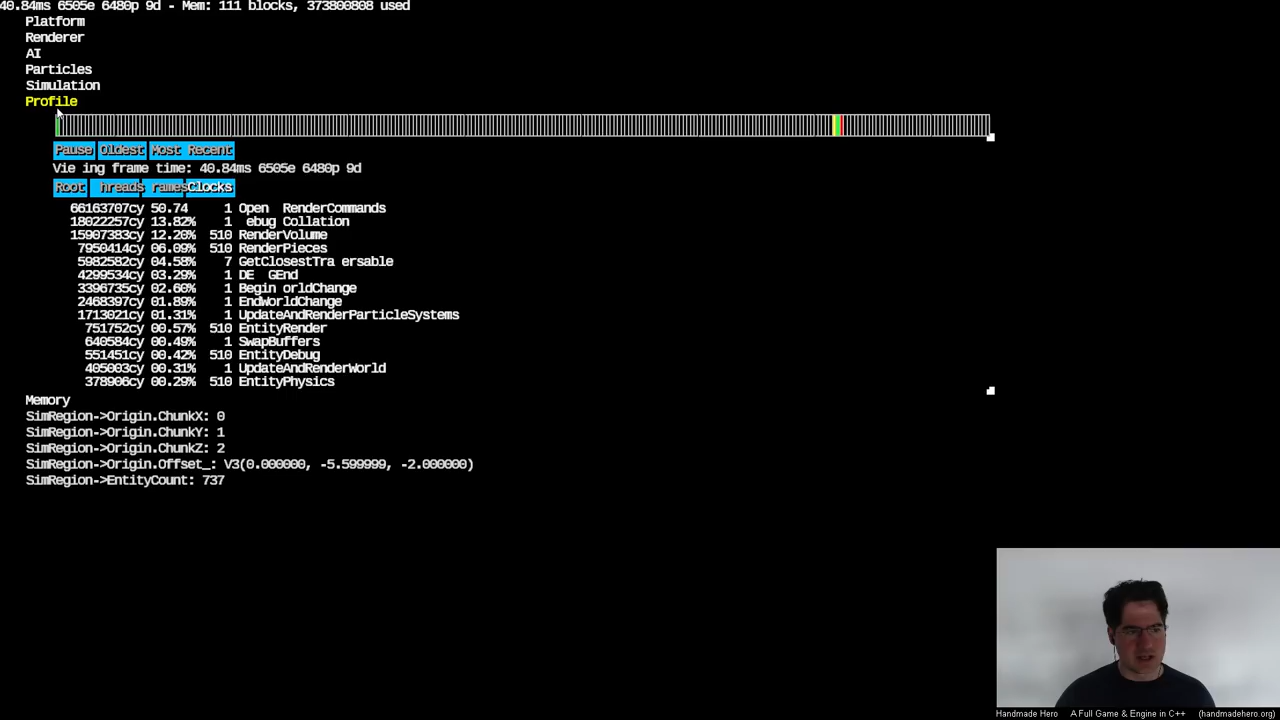 40.84ms 6505e 6480p 9d - Mem: 111 blocks, 373800808 used
Platform
Renderer
AI
Particles
Simulation
Profile
Pause Oldest Most Recent
Vie ing frame time: 40.84ms 6505e 6480p 9d
Root hreads rames Clocks
66163707cy 50.74 1 Open RenderCommands
18022257cy 13.82% 1 ebug Collation
15907383cy 12.20% 510 RenderVolume
7950414cy 06.09% 510 RenderPieces
5982582cy 04.58% 7 GetClosestTra ersable
4299534cy 03.29% 1 DE GEnd
3396735cy 02.60% 1 Begin orldChange
2468397cy 01.89% 1 EndWorldChange
1713021cy 01.31% 1 UpdateAndRenderParticleSystems
751752cy 00.57% 510 EntityRender
640584cy 00.49% 1 SwapBuffers
551451cy 00.42% 510 EntityDebug
405003cy 00.31% 1 UpdateAndRenderWorld
378906cy 00.29% 510 EntityPhysics
Memory
SimRegion->Origin.ChunkX: 0
SimRegion->Origin.ChunkY: 1
SimRegion->Origin.ChunkZ: 2
SimRegion->Origin.Offset_: V3(0.000000, -5.599999, -2.000000)
SimRegion->EntityCount: 737
Handmade Hero A Full Game & Engine in C++ (handmadehero.org)